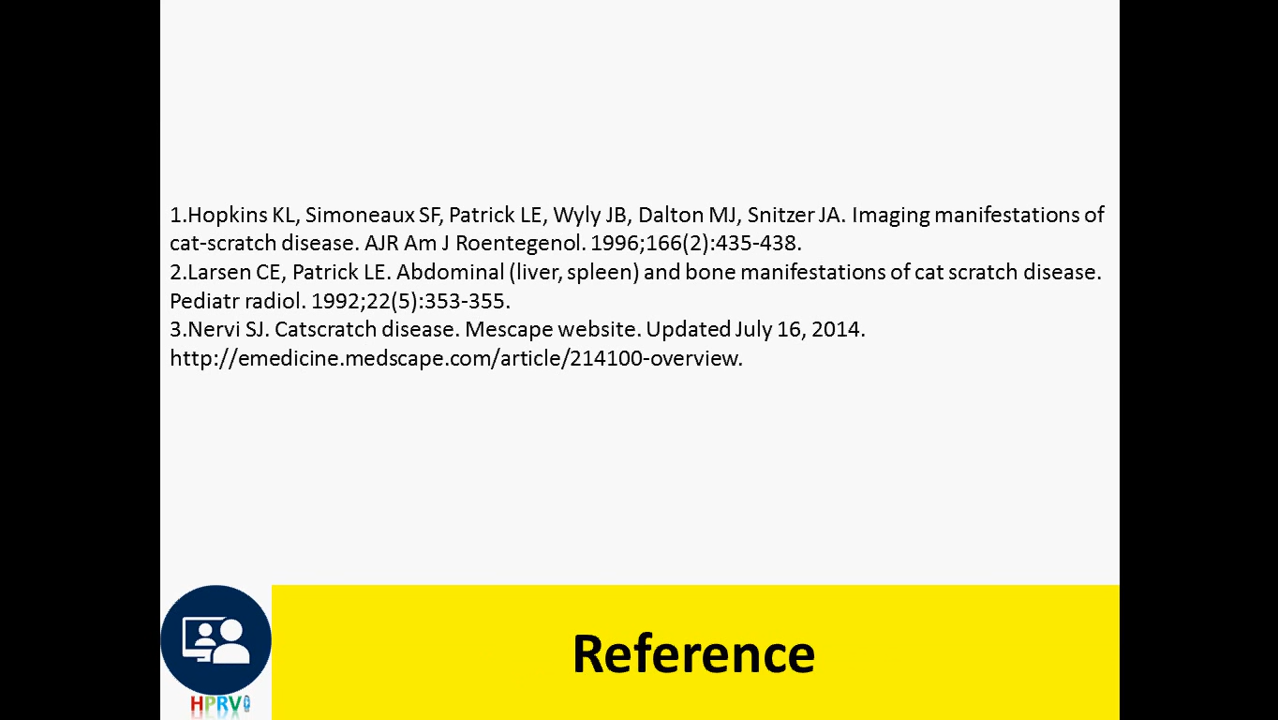 1.Hopkins KL, Simoneaux SF, Patrick LE, Wyly JB, Dalton MJ, Snitzer JA. Imaging manifestations of
cat-scratch disease. AJR Am J Roentegenol. 1996;166(2):435-438.
2.Larsen CE, Patrick LE. Abdominal (liver, spleen) and bone manifestations of cat scratch disease.
Pediatr radiol. 1992;22(5):353-355.
3.Nervi SJ. Catscratch disease. Mescape website. Updated July 16, 2014.
http://emedicine.medscape.com/article/214100-overview.
Reference
HPRV